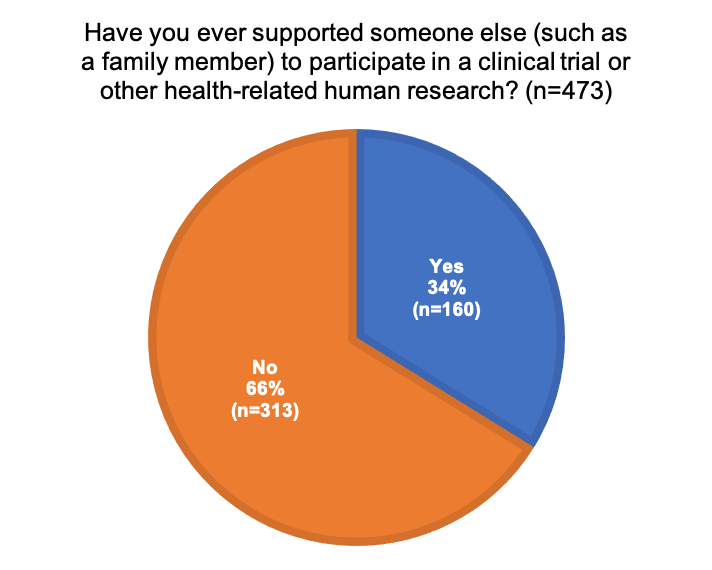 Have you ever supported someone else (such as
a family member) to participate in a clinical trial or
other health-related human research? (n=473)
Yes
34%
(n=160)
No
66%
(n=313)